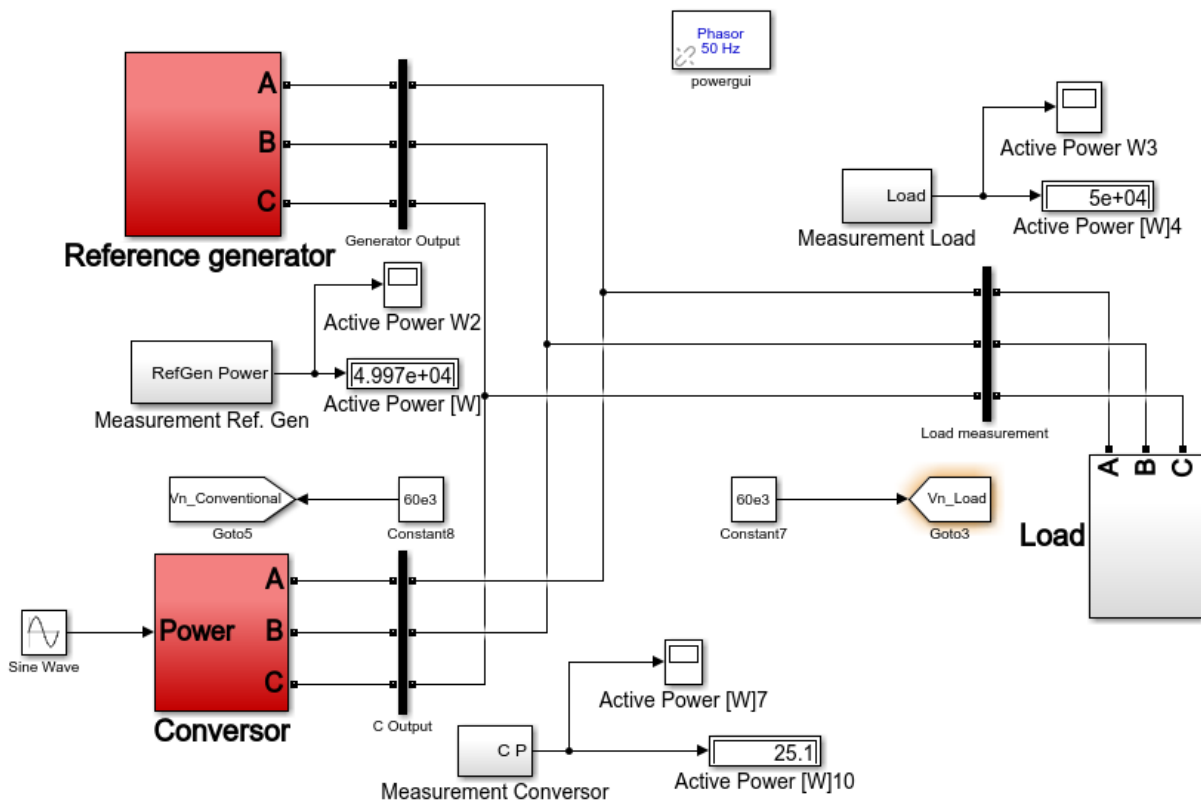 Phasor
50 Hz
powergui
A
B
C
Reference generator
Generator Output
Active Power W2
RefGen Power
4.997e+04
Active Power [W]
Measurement Ref. Gen
Active Power W3
Load
5e+04
Active Power [W]4
Measurement Load
Load measurement
Vn_Conventional
Goto5
60e3
Constant8
60e3
Constant7
Vn_Load
Goto3
A
B
C
Load
Sine Wave
Power
A
B
C
Conversor
C Output
Active Power [W]7
C P
25.1
Active Power [W]10
Measurement Conversor